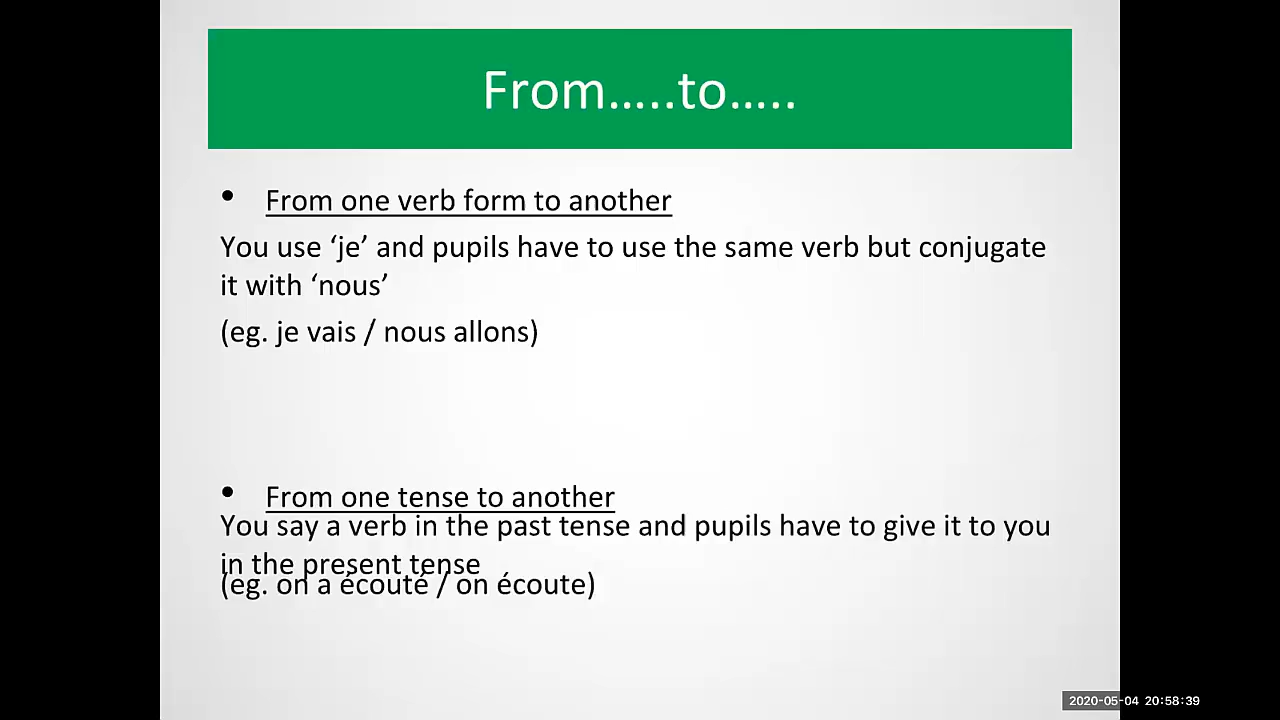 From…..to…..
• From one verb form to another
You use ‘je’ and pupils have to use the same verb but conjugate
it with ‘nous’
(eg. je vais / nous allons)
• From one tense to another
You say a verb in the past tense and pupils have to give it to you
in the present tense
(eg. on a écouté / on écoute)
2020-05-04 20:58:39